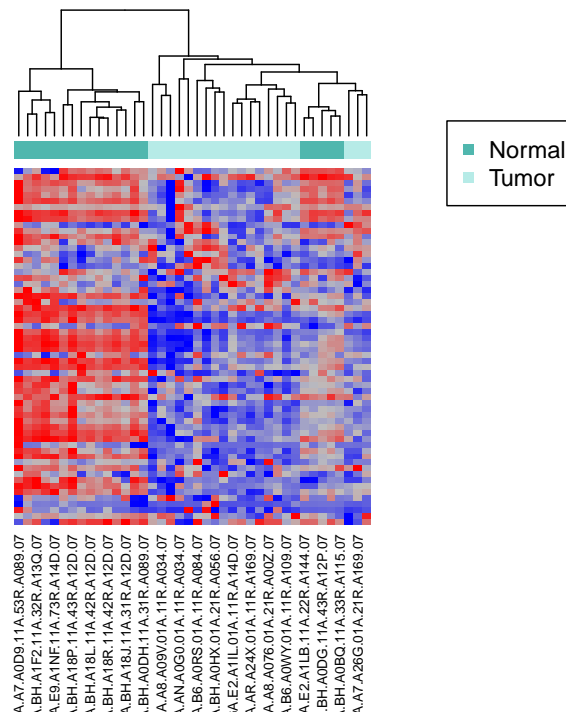 Normal
Tumor
A.A7.A0D9.11A.53R.A089.07
A.BH.A1F2.11A.32R.A13Q.07
A.E9.A1NF.11A.73R.A14D.07
A.BH.A18P.11A.43R.A12D.07
A.BH.A18L.11A.42R.A12D.07
A.BH.A18R.11A.42R.A12D.07
A.BH.A18J.11A.31R.A12D.07
A.BH.A0DH.11A.31R.A089.07
A.A8.A09V.01A.11R.A034.07
A.AN.A0G0.01A.11R.A034.07
A.B6.A0RS.01A.11R.A084.07
A.BH.A0HX.01A.21R.A056.07
A.E2.A1IL.01A.11R.A14D.07
A.AR.A24X.01A.11R.A169.07
A.A8.A076.01A.21R.A00Z.07
A.B6.A0WY.01A.11R.A109.07
A.E2.A1LB.11A.22R.A144.07
A.BH.A0DG.11A.43R.A12P.07
A.BH.A0BQ.11A.33R.A115.07
A.A7.A26G.01A.21R.A169.07